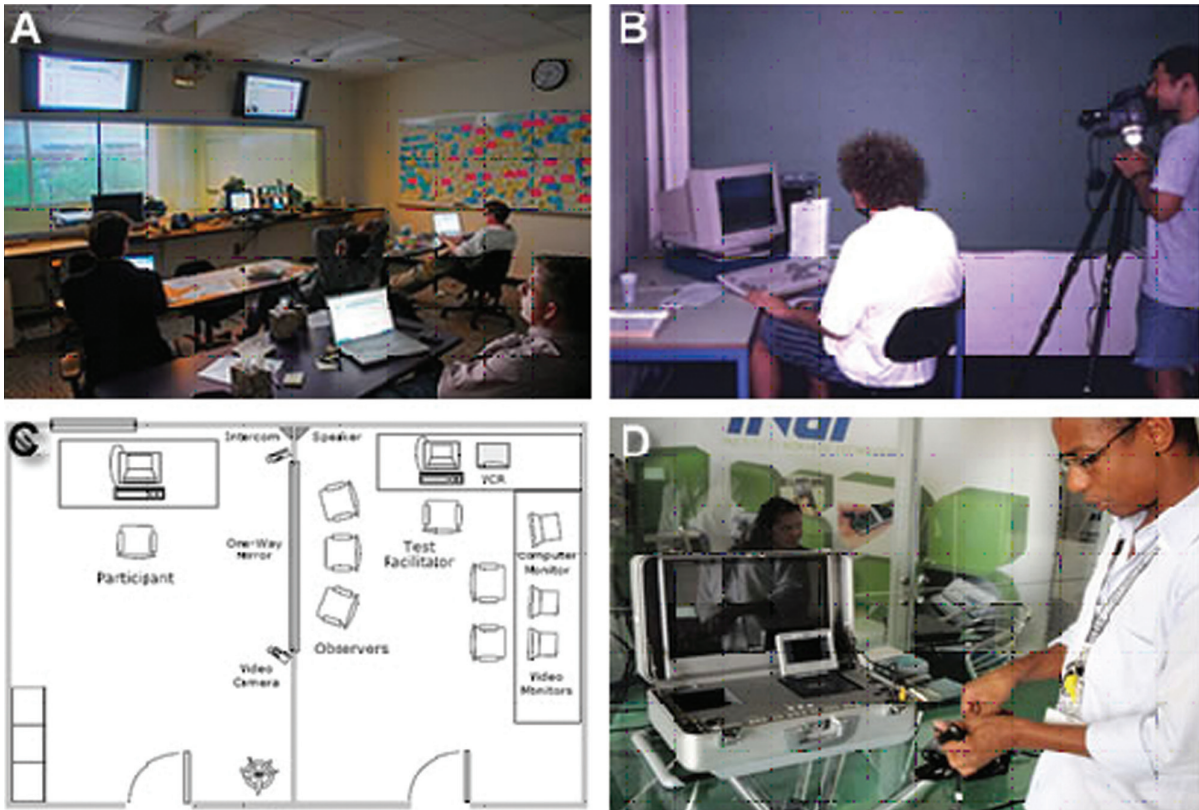 A
B
C
Intercom
Speaker
VCR
One-Way
Mirror
Test
Facilitator
Computer
Monitor
Participant
Observers
Video
Camera
Video
Monitors
D